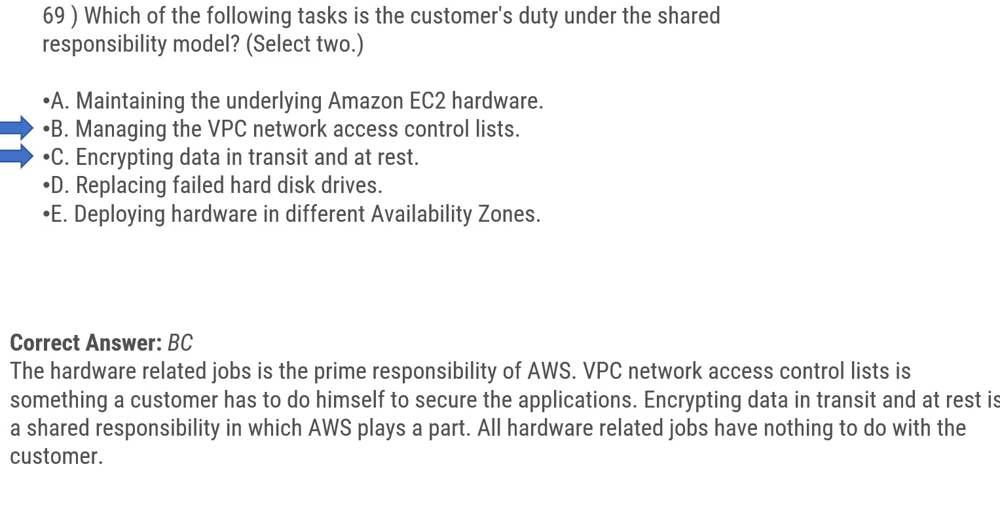 69 ) Which of the following tasks is the customer's duty under the shared
responsibility model? (Select two.)
•A. Maintaining the underlying Amazon EC2 hardware.
•B. Managing the VPC network access control lists.
•C. Encrypting data in transit and at rest.
•D. Replacing failed hard disk drives.
•E. Deploying hardware in different Availability Zones.
Correct Answer: BC
The hardware related jobs is the prime responsibility of AWS. VPC network access control lists is
something a customer has to do himself to secure the applications. Encrypting data in transit and at rest is
a shared responsibility in which AWS plays a part. All hardware related jobs have nothing to do with the
customer.